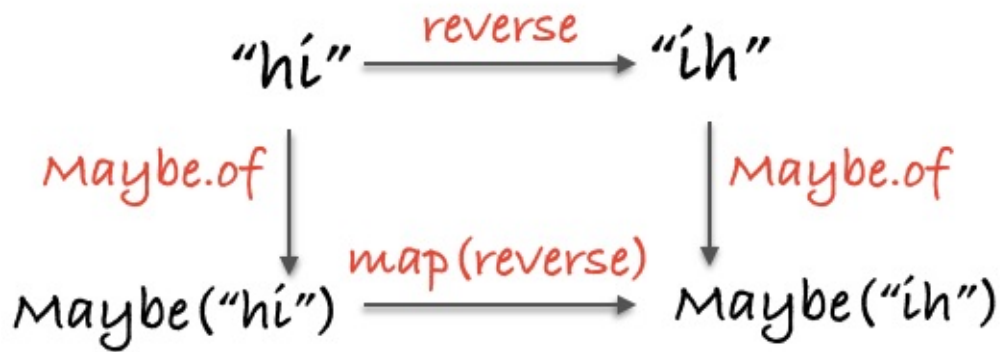 reverse
“hi” “ih”
Maybe.of Maybe.of
map(reverse)
Maybe(“hi”) Maybe(“ih”)